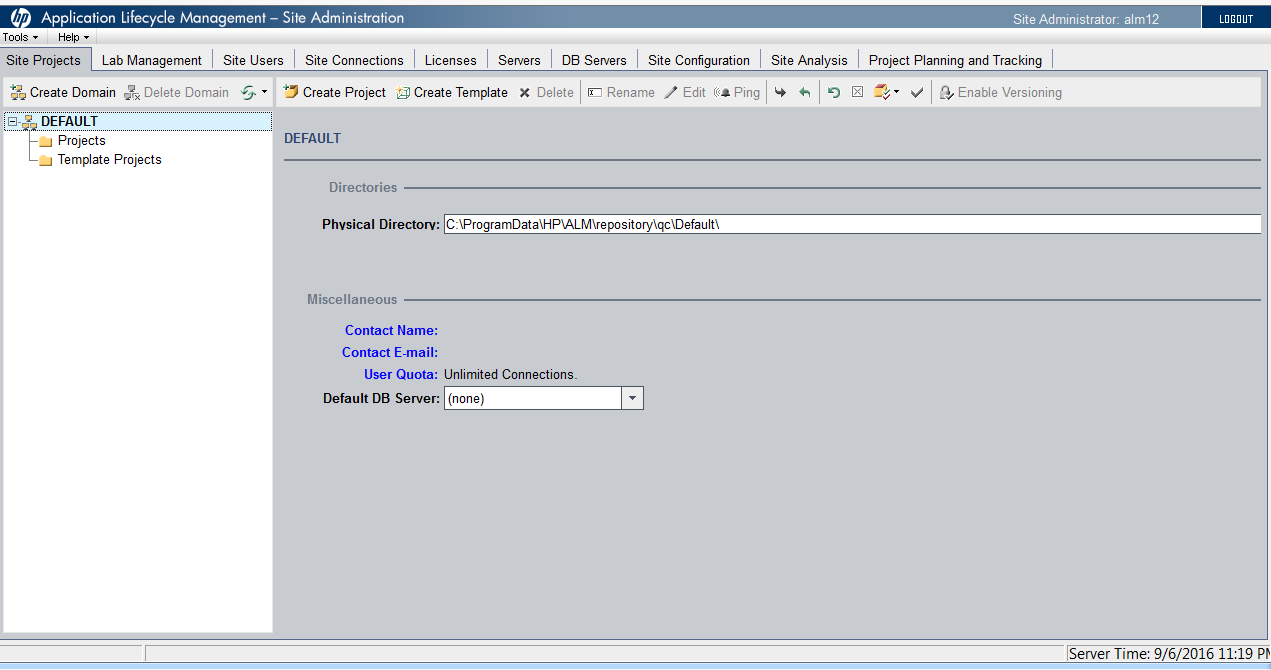 hp Application Lifecycle Management – Site Administration Site Administrator: alm12 LOGOUT
Tools Help
Site Projects Lab Management Site Users Site Connections Licenses Servers DB Servers Site Configuration Site Analysis Project Planning and Tracking
Create Domain Delete Domain Create Project Create Template Delete Rename Edit Ping Enable Versioning
DEFAULT
Projects
Template Projects
DEFAULT
Directories
Physical Directory: C:\ProgramData\HP\ALM\repository\qc\Default\
Miscellaneous
Contact Name:
Contact E-mail:
User Quota: Unlimited Connections.
Default DB Server: (none)
Server Time: 9/6/2016 11:19 PM